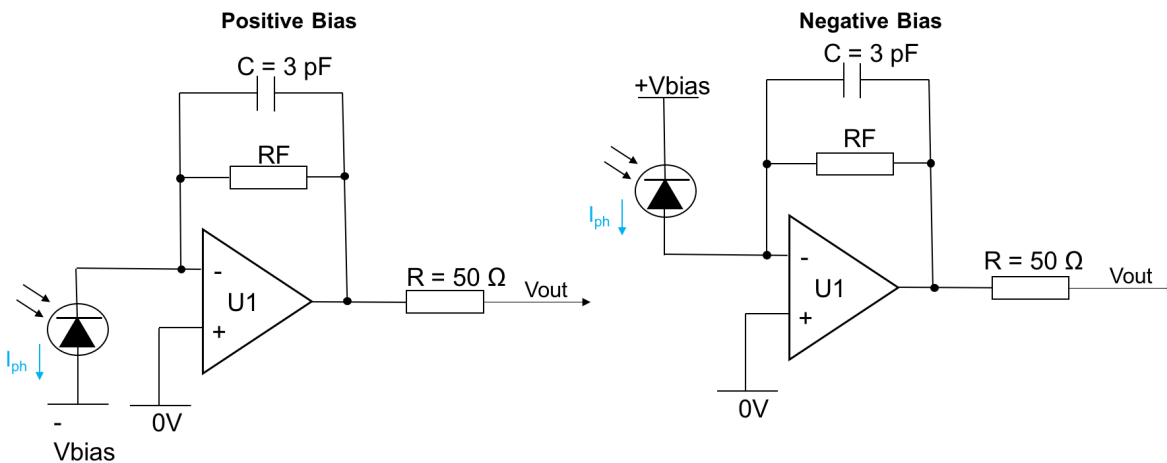 Positive Bias
C = 3 pF
RF
-
U1
+
R = 50 Ω
Vout
Iph
0V
-
Vbias
Negative Bias
C = 3 pF
+Vbias
RF
Iph
-
U1
+
R = 50 Ω
Vout
0V